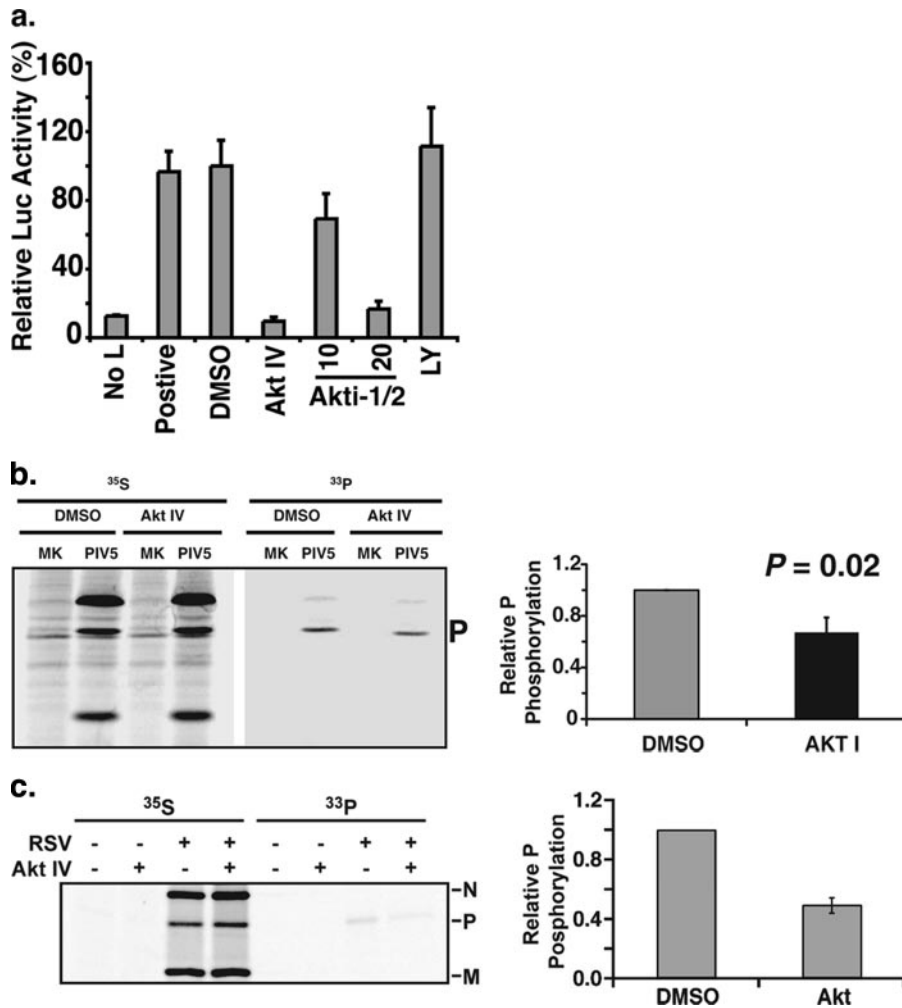 a.
Relative Luc Activity (%)
160
120
80
40
0
No L
Postive
DMSO
Akt IV
10
20
Akti-1/2
LY
b.
³⁵S
³³P
DMSO Akt IV DMSO Akt IV
MK PIV5 MK PIV5 MK PIV5 MK PIV5
P
Relative P
Phosphorylation
1.2
0.8
0.4
0
P = 0.02
DMSO AKT I
c.
³⁵S
³³P
RSV - - + + - - + +
Akt IV - + - + - + - +
-N
-P
-M
Relative P
Posphorylation
1.2
0.8
0.4
0.0
DMSO Akt